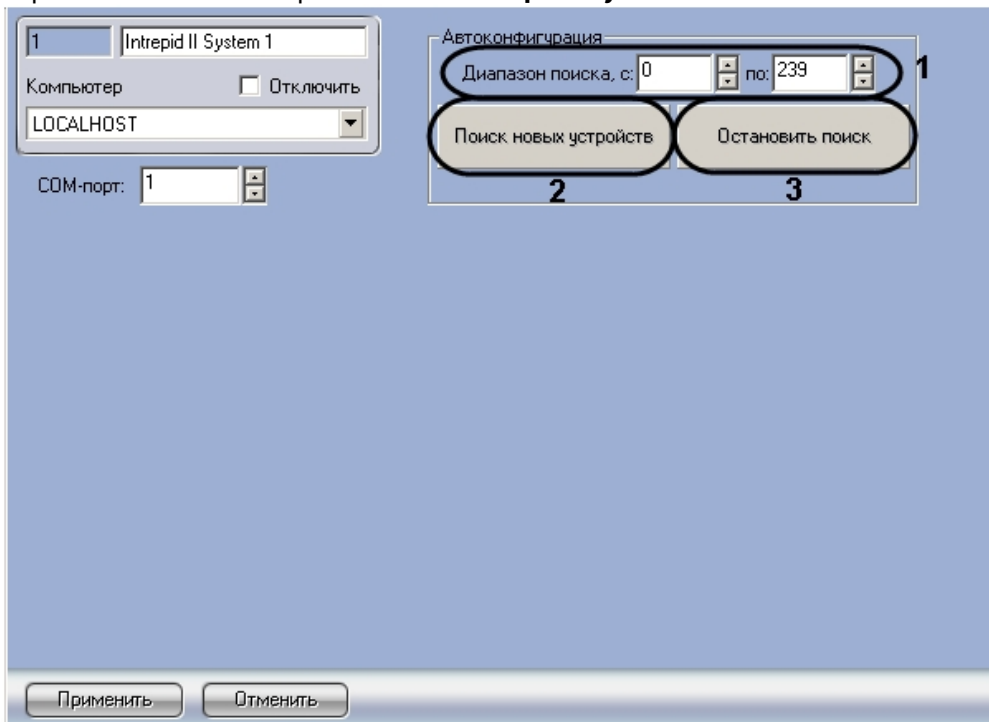 1 Intrepid II System 1
Компьютер Отключить
LOCALHOST
COM-порт: 1
Автоконфигурация
Диапазон поиска, с: 0 по: 239 1
Поиск новых устройств Остановить поиск
2 3
Применить Отменить